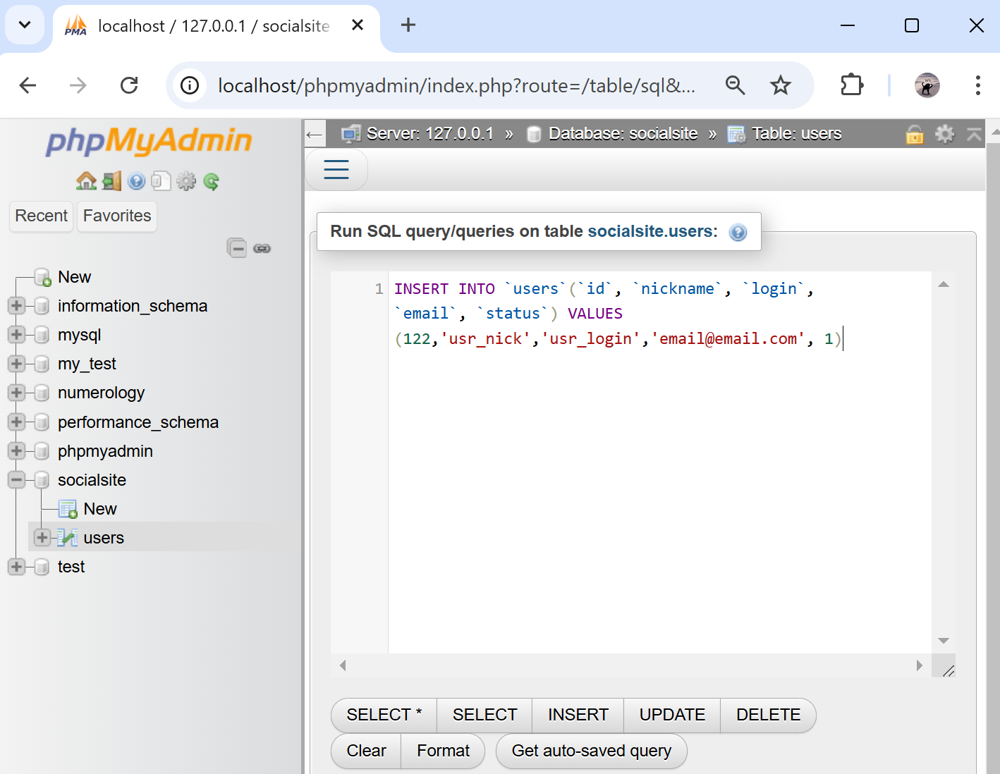 localhost / 127.0.0.1 / socialsite
localhost/phpmyadmin/index.php?route=/table/sql&...
phpMyAdmin
Recent
Favorites
New
information_schema
mysql
my_test
numerology
performance_schema
phpmyadmin
socialsite
New
users
test
Server: 127.0.0.1 » Database: socialsite » Table: users
Run SQL query/queries on table socialsite.users:
1 INSERT INTO `users`(`id`, `nickname`, `login`,
`email`, `status`) VALUES
(122,'usr_nick','usr_login','email@email.com', 1)
SELECT * SELECT INSERT UPDATE DELETE
Clear Format Get auto-saved query